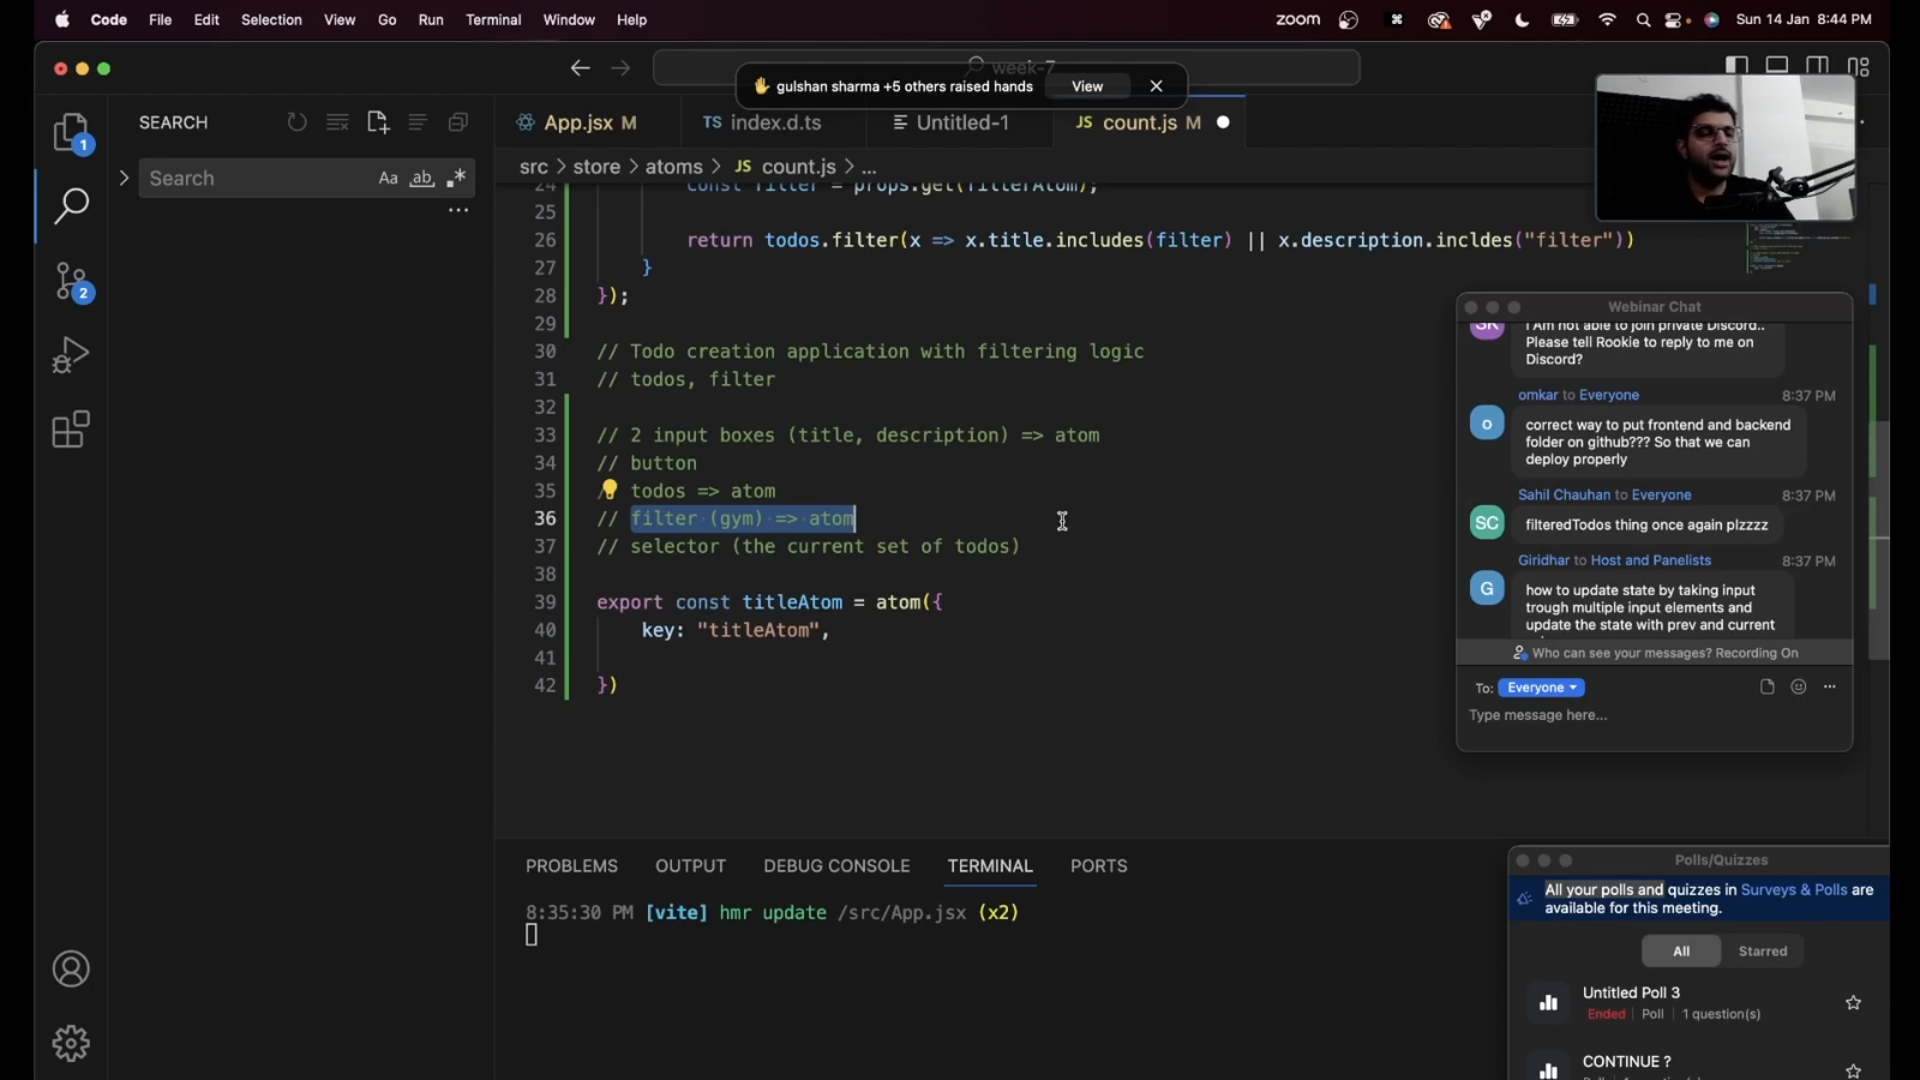 Code File Edit Selection View Go Run Terminal Window Help
zoom
Sun 14 Jan 8:44 PM
week-7
gulshan sharma +5 others raised hands View
SEARCH
Search
Aa ab
1
2
App.jsx M
TS index.d.ts
Untitled-1
JS count.js M
src > store > atoms > JS count.js > ...
24 const filter = props.get(filterAtom);
25
26 return todos.filter(x => x.title.includes(filter) || x.description.incldes("filter"))
27 }
28 });
29
30 // Todo creation application with filtering logic
31 // todos, filter
32
33 // 2 input boxes (title, description) => atom
34 // button
35 / todos => atom
36 // filter (gym) => atom
37 // selector (the current set of todos)
38
39 export const titleAtom = atom({
40 key: "titleAtom",
41
42 })
PROBLEMS OUTPUT DEBUG CONSOLE TERMINAL PORTS
8:35:30 PM [vite] hmr update /src/App.jsx (x2)
Webinar Chat
SK
I Am not able to join private Discord..
Please tell Rookie to reply to me on
Discord?
omkar to Everyone 8:37 PM
o
correct way to put frontend and backend
folder on github??? So that we can
deploy properly
Sahil Chauhan to Everyone 8:37 PM
SC
filteredTodos thing once again plzzzz
Giridhar to Host and Panelists 8:37 PM
G
how to update state by taking input
trough multiple input elements and
update the state with prev and current
Who can see your messages? Recording On
To: Everyone
Type message here...
Polls/Quizzes
All your polls and quizzes in Surveys & Polls are
available for this meeting.
All Starred
Untitled Poll 3
Ended | Poll | 1 question(s)
CONTINUE ?